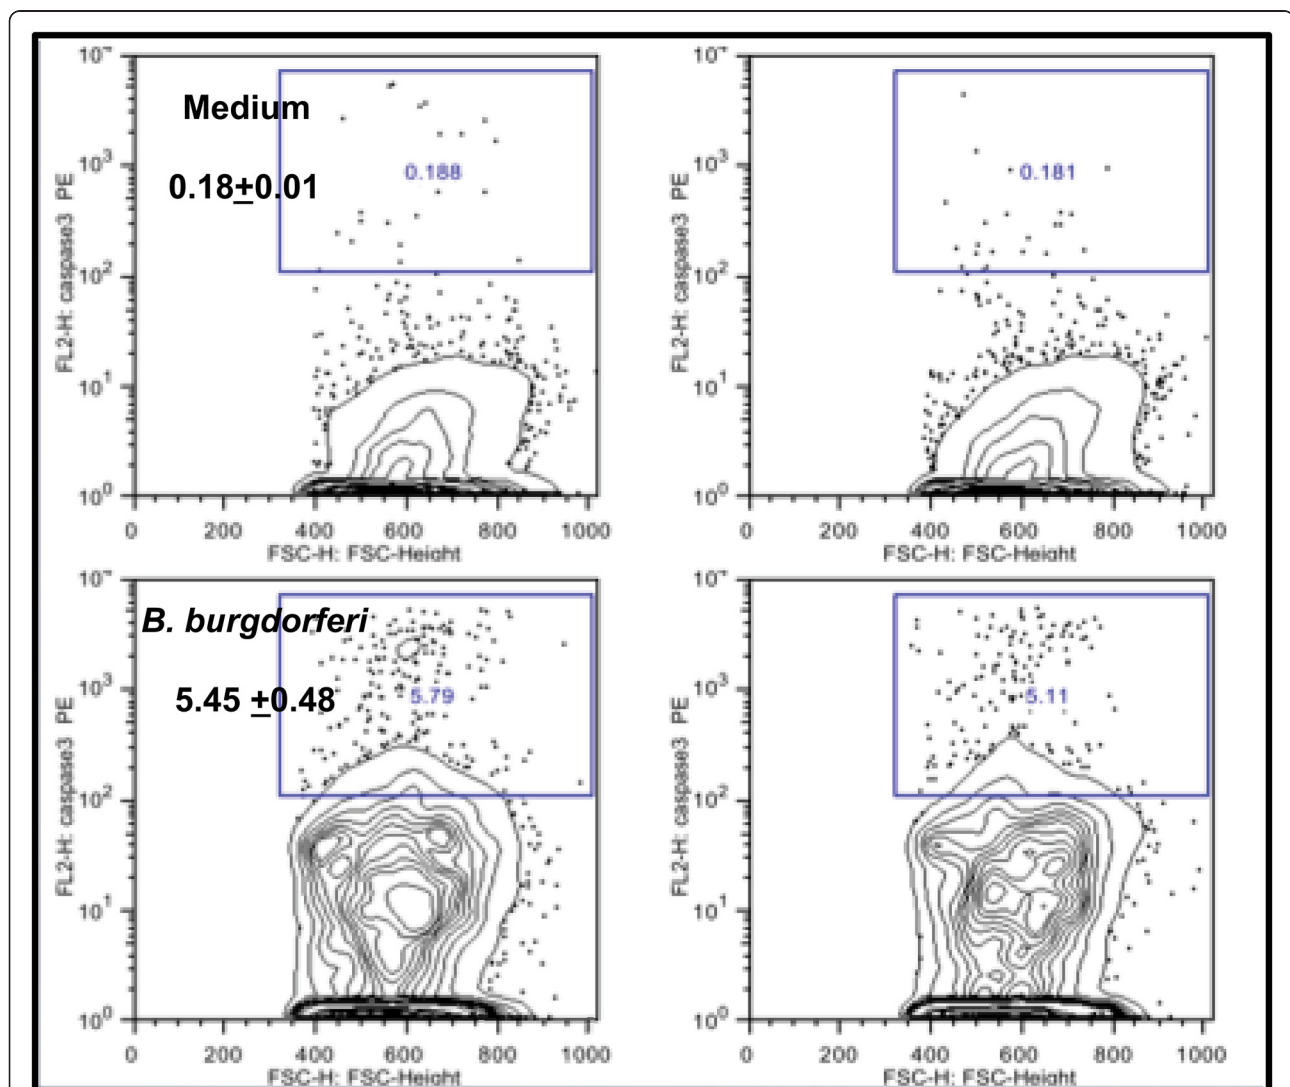 10⁴
10³
10²
10¹
10⁰
FL2-H: caspase3 PE
Medium
0.18±0.01
0.188
0 200 400 600 800 1000
FSC-H: FSC-Height
10⁴
10³
10²
10¹
10⁰
FL2-H: caspase3 PE
0.181
0 200 400 600 800 1000
FSC-H: FSC-Height
10⁴
10³
10²
10¹
10⁰
FL2-H: caspase3 PE
B. burgdorferi
5.45 ±0.48
5.79
0 200 400 600 800 1000
FSC-H: FSC-Height
10⁴
10³
10²
10¹
10⁰
FL2-H: caspase3 PE
5.11
0 200 400 600 800 1000
FSC-H: FSC-Height